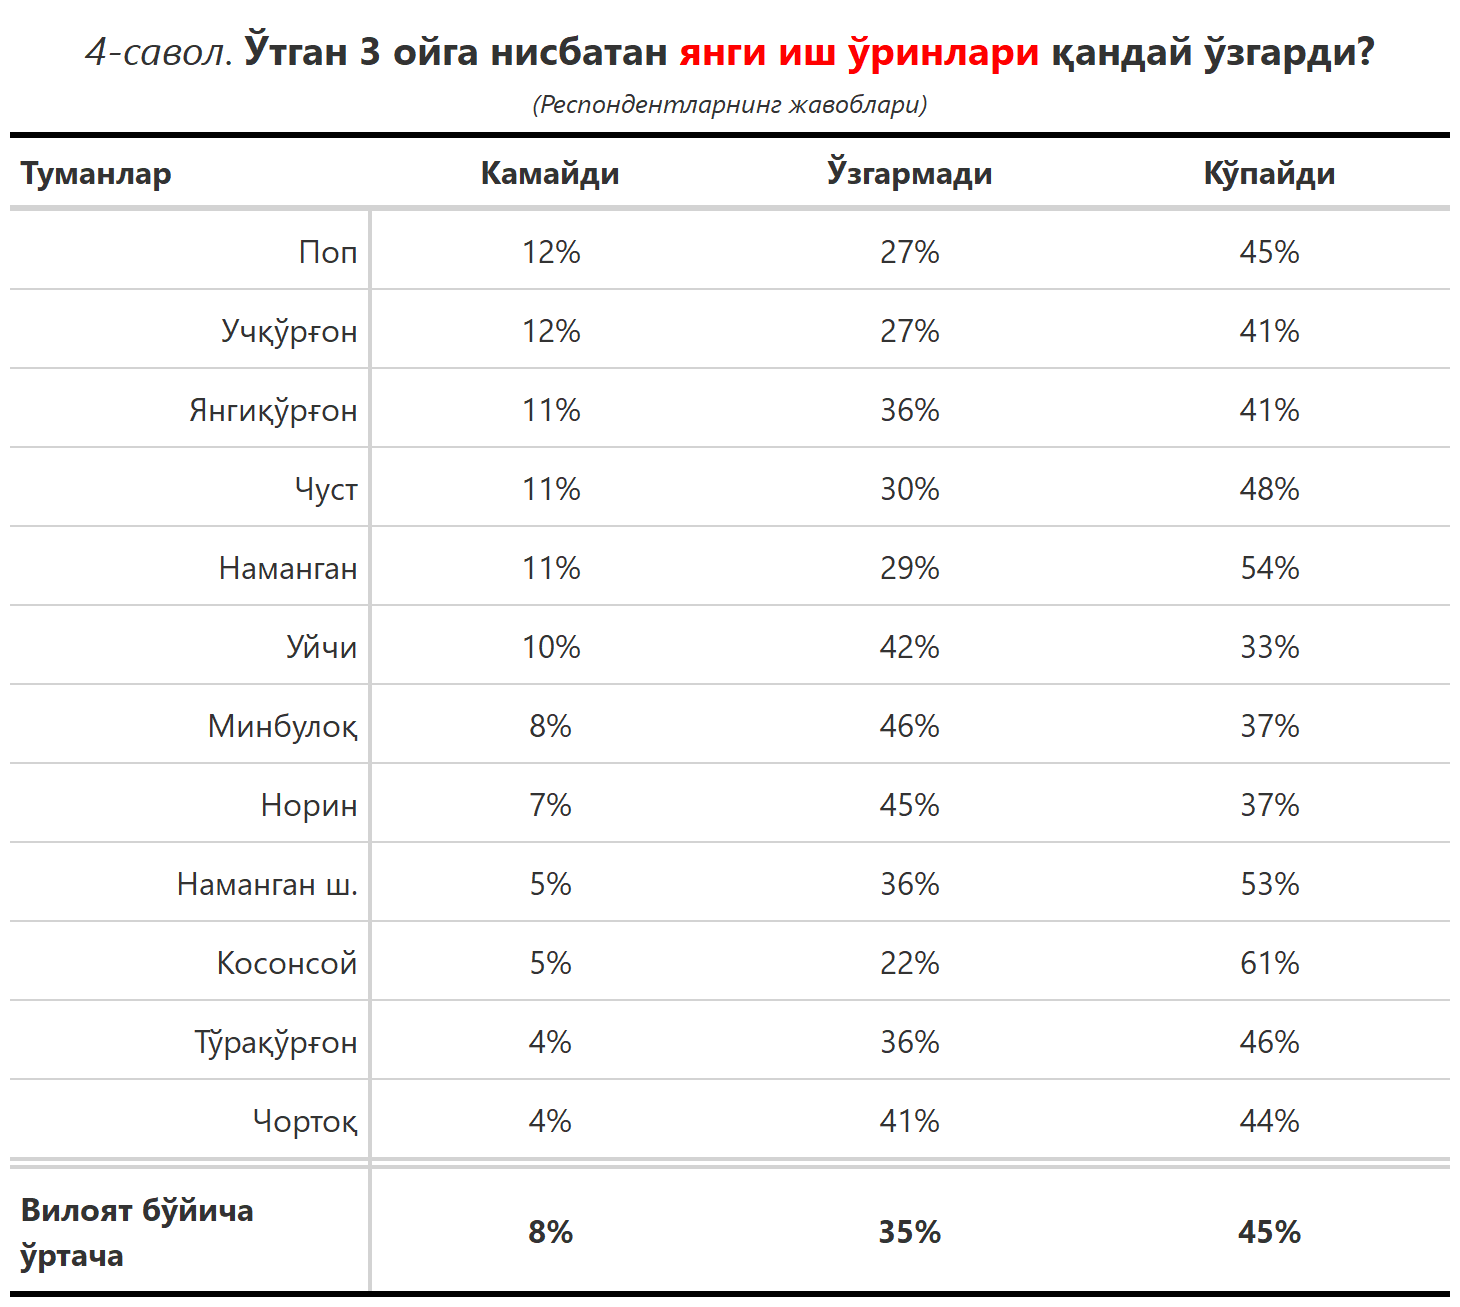 4-савол. Ўтган 3 ойга нисбатан янги иш ўринлари қандай ўзгарди?
(Респондентларнинг жавоблари)
Туманлар Камайди Ўзгармади Кўпайди
Поп 12% 27% 45%
Учқўрғон 12% 27% 41%
Янгиқўрғон 11% 36% 41%
Чуст 11% 30% 48%
Наманган 11% 29% 54%
Уйчи 10% 42% 33%
Минбулоқ 8% 46% 37%
Норин 7% 45% 37%
Наманган ш. 5% 36% 53%
Косонсой 5% 22% 61%
Тўрақўрғон 4% 36% 46%
Чортоқ 4% 41% 44%
Вилоят бўйича
ўртача 8% 35% 45%